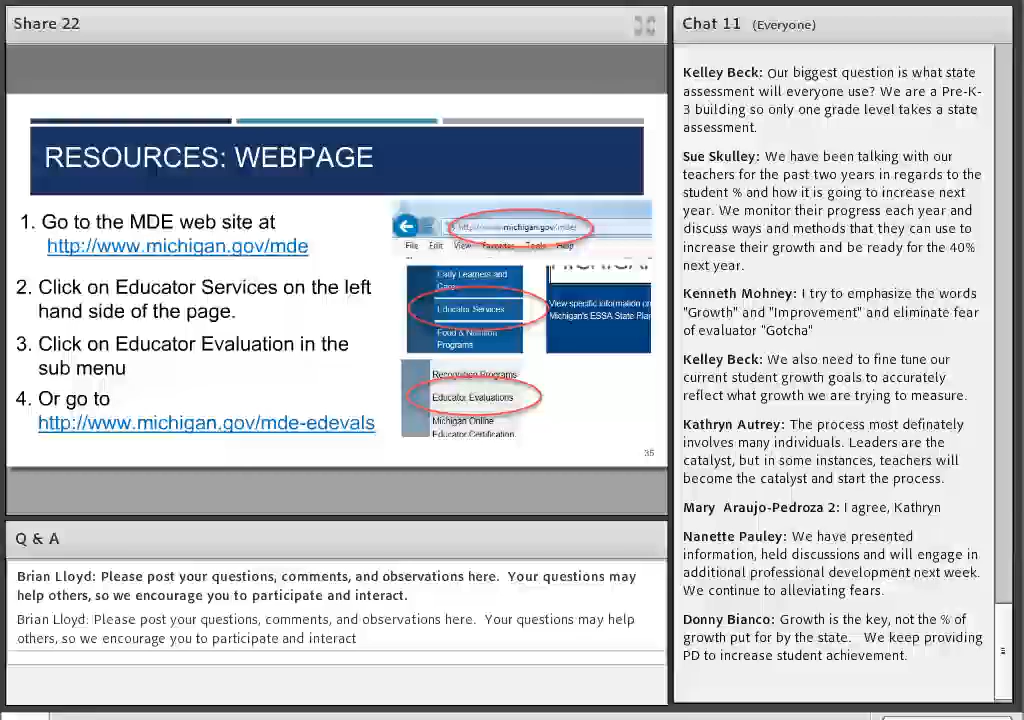 Share 22
RESOURCES: WEBPAGE
1. Go to the MDE web site at
http://www.michigan.gov/mde
2. Click on Educator Services on the left
hand side of the page.
3. Click on Educator Evaluation in the
sub menu
4. Or go to
http://www.michigan.gov/mde-edevals
http://www.michigan.gov/mde/
File Edit View Favorites Tools Help
Early Learners and
Care
Educator Services
Food & Nutrition
Programs
View specific information on
Michigan's ESSA State Plan
Recognition Programs
Educator Evaluations
Michigan Online
Educator Certification
35
Q & A
Brian Lloyd: Please post your questions, comments, and observations here. Your questions may
help others, so we encourage you to participate and interact.
Brian Lloyd: Please post your questions, comments, and observations here. Your questions may help
others, so we encourage you to participate and interact
Chat 11 (Everyone)
Kelley Beck: Our biggest question is what state
assessment will everyone use? We are a Pre-K-
3 building so only one grade level takes a state
assessment.
Sue Skulley: We have been talking with our
teachers for the past two years in regards to the
student % and how it is going to increase next
year. We monitor their progress each year and
discuss ways and methods that they can use to
increase their growth and be ready for the 40%
next year.
Kenneth Mohney: I try to emphasize the words
"Growth" and "Improvement" and eliminate fear
of evaluator "Gotcha"
Kelley Beck: We also need to fine tune our
current student growth goals to accurately
reflect what growth we are trying to measure.
Kathryn Autrey: The process most definately
involves many individuals. Leaders are the
catalyst, but in some instances, teachers will
become the catalyst and start the process.
Mary Araujo-Pedroza 2: I agree, Kathryn
Nanette Pauley: We have presented
information, held discussions and will engage in
additional professional development next week.
We continue to alleviating fears.
Donny Bianco: Growth is the key, not the % of
growth put for by the state. We keep providing
PD to increase student achievement.